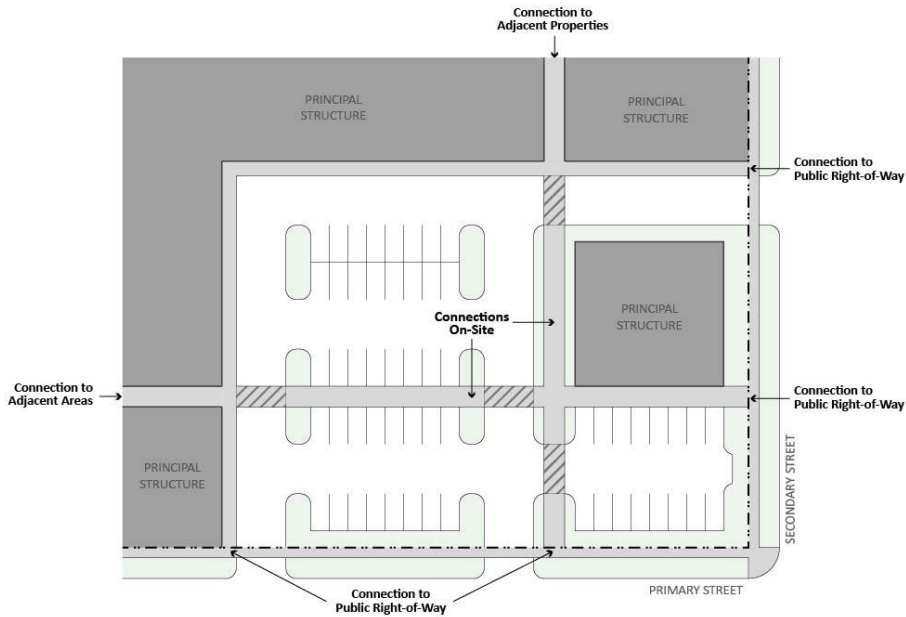 Connection to
Adjacent Properties
PRINCIPAL
STRUCTURE
PRINCIPAL
STRUCTURE
Connection to
Public Right-of-Way
Connections
On-Site
PRINCIPAL
STRUCTURE
Connection to
Adjacent Areas
Connection to
Public Right-of-Way
PRINCIPAL
STRUCTURE
SECONDARY STREET
Connection to
Public Right-of-Way
PRIMARY STREET